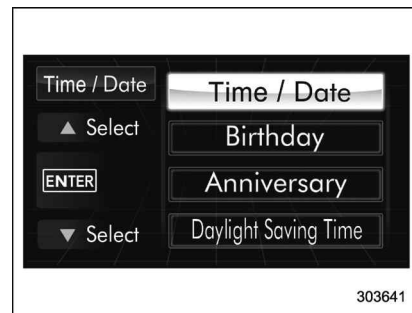 Time / Date
▲ Select
ENTER
▼ Select
Time / Date
Birthday
Anniversary
Daylight Saving Time
303641